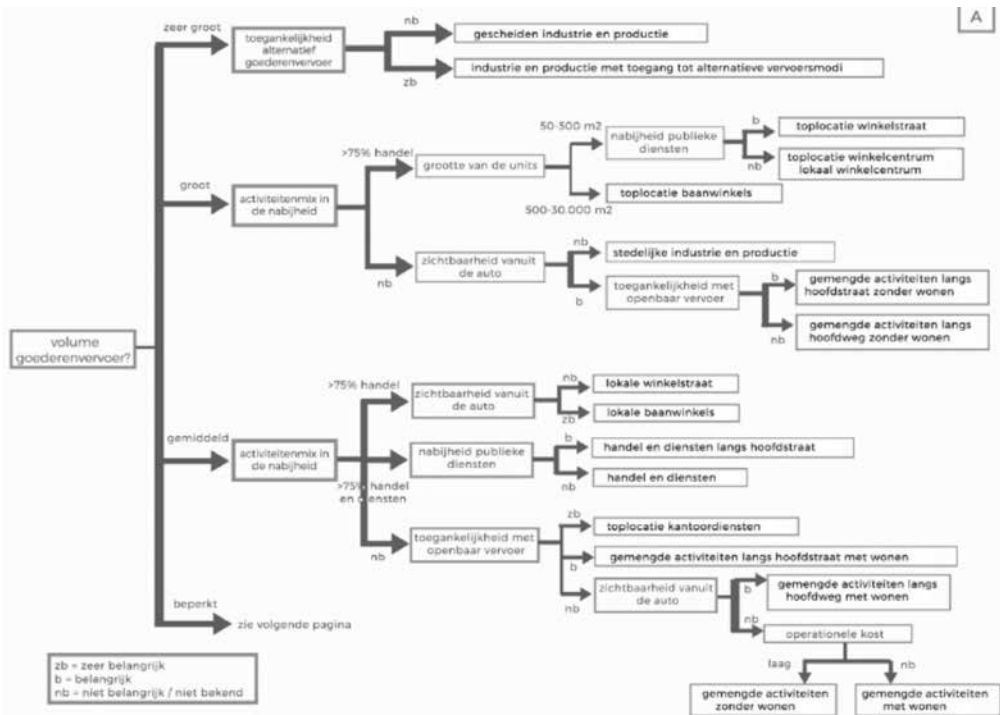 A
zeer groot
toegankelijkheid
alternatief
goederenvervoer
nb
gescheiden industrie en productie
zb
industrie en productie met toegang tot alternatieve vervoersmodi
groot
activiteitenmix in
de nabijheid
>75% handel
grootte van de units
50-500 m2
nabijheid publieke
diensten
b
toplocatie winkelstraat
nb
toplocatie winkelcentrum
lokaal winkelcentrum
500-30.000 m2
toplocatie baanwinkels
nb
zichtbaarheid vanuit
de auto
nb
stedelijke industrie en productie
b
toegankelijkheid met
openbaar vervoer
b
gemengde activiteiten langs
hoofdstraat zonder wonen
nb
gemengde activiteiten langs
hoofdweg zonder wonen
volume
goederenvervoer?
gemiddeld
activiteitenmix in
de nabijheid
>75% handel
zichtbaarheid vanuit
de auto
nb
lokale winkelstraat
zb
lokale baanwinkels
>75% handel
en diensten
nabijheid publieke
diensten
b
handel en diensten langs hoofdstraat
nb
handel en diensten
nb
toegankelijkheid met
openbaar vervoer
zb
toplocatie kantoordiensten
b
gemengde activiteiten langs hoofdstraat met wonen
nb
zichtbaarheid vanuit
de auto
b
gemengde activiteiten langs
hoofdweg met wonen
nb
operationele kost
laag
gemengde activiteiten
zonder wonen
nb
gemengde activiteiten
met wonen
beperkt
zie volgende pagina
zb = zeer belangrijk
b = belangrijk
nb = niet belangrijk / niet bekend